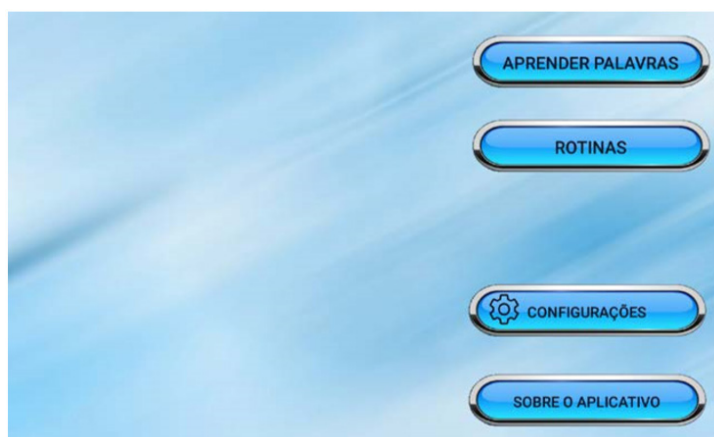 APRENDER PALAVRAS
ROTINAS
CONFIGURAÇÕES
SOBRE O APLICATIVO